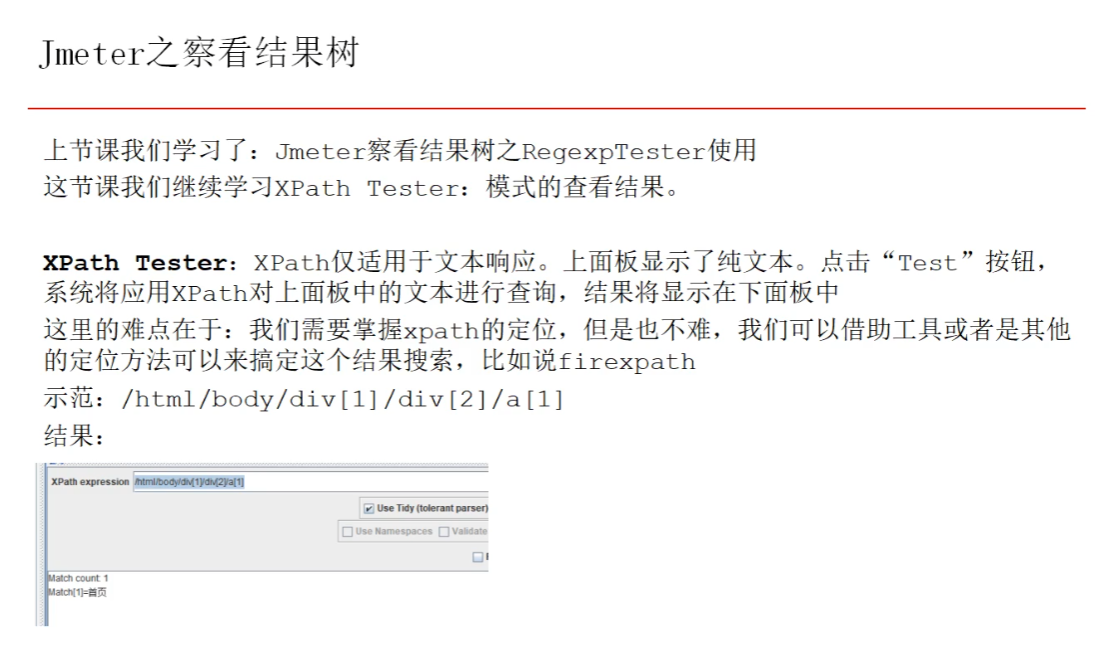 Jmeter之察看结果树
上节课我们学习了：Jmeter察看结果树之RegexpTester使用
这节课我们继续学习XPath Tester：模式的查看结果。
XPath Tester：XPath仅适用于文本响应。上面板显示了纯文本。点击“Test”按钮，
系统将应用XPath对上面板中的文本进行查询，结果将显示在下面板中
这里的难点在于：我们需要掌握xpath的定位，但是也不难，我们可以借助工具或者是其他
的定位方法可以来搞定这个结果搜索，比如说firexpath
示范：/html/body/div[1]/div[2]/a[1]
结果：
XPath expression /html/body/div[1]/div[2]/a[1]
Use Tidy (tolerant parser)
Use Namespaces Validate
Match count: 1
Match[1]=首页